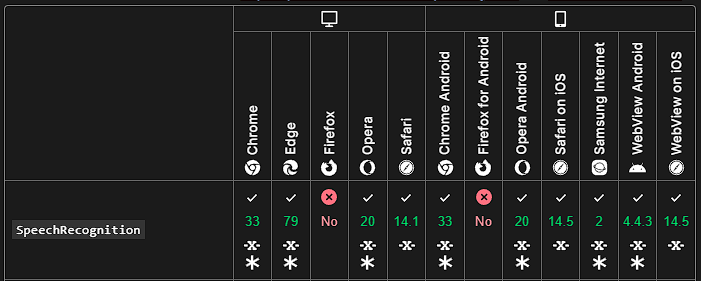 Chrome
Edge
Firefox
Opera
Safari
Chrome Android
Firefox for Android
Opera Android
Safari on iOS
Samsung Internet
WebView Android
WebView on iOS
SpeechRecognition
33 79 No 20 14.1 33 No 20 14.5 2 4.4.3 14.5